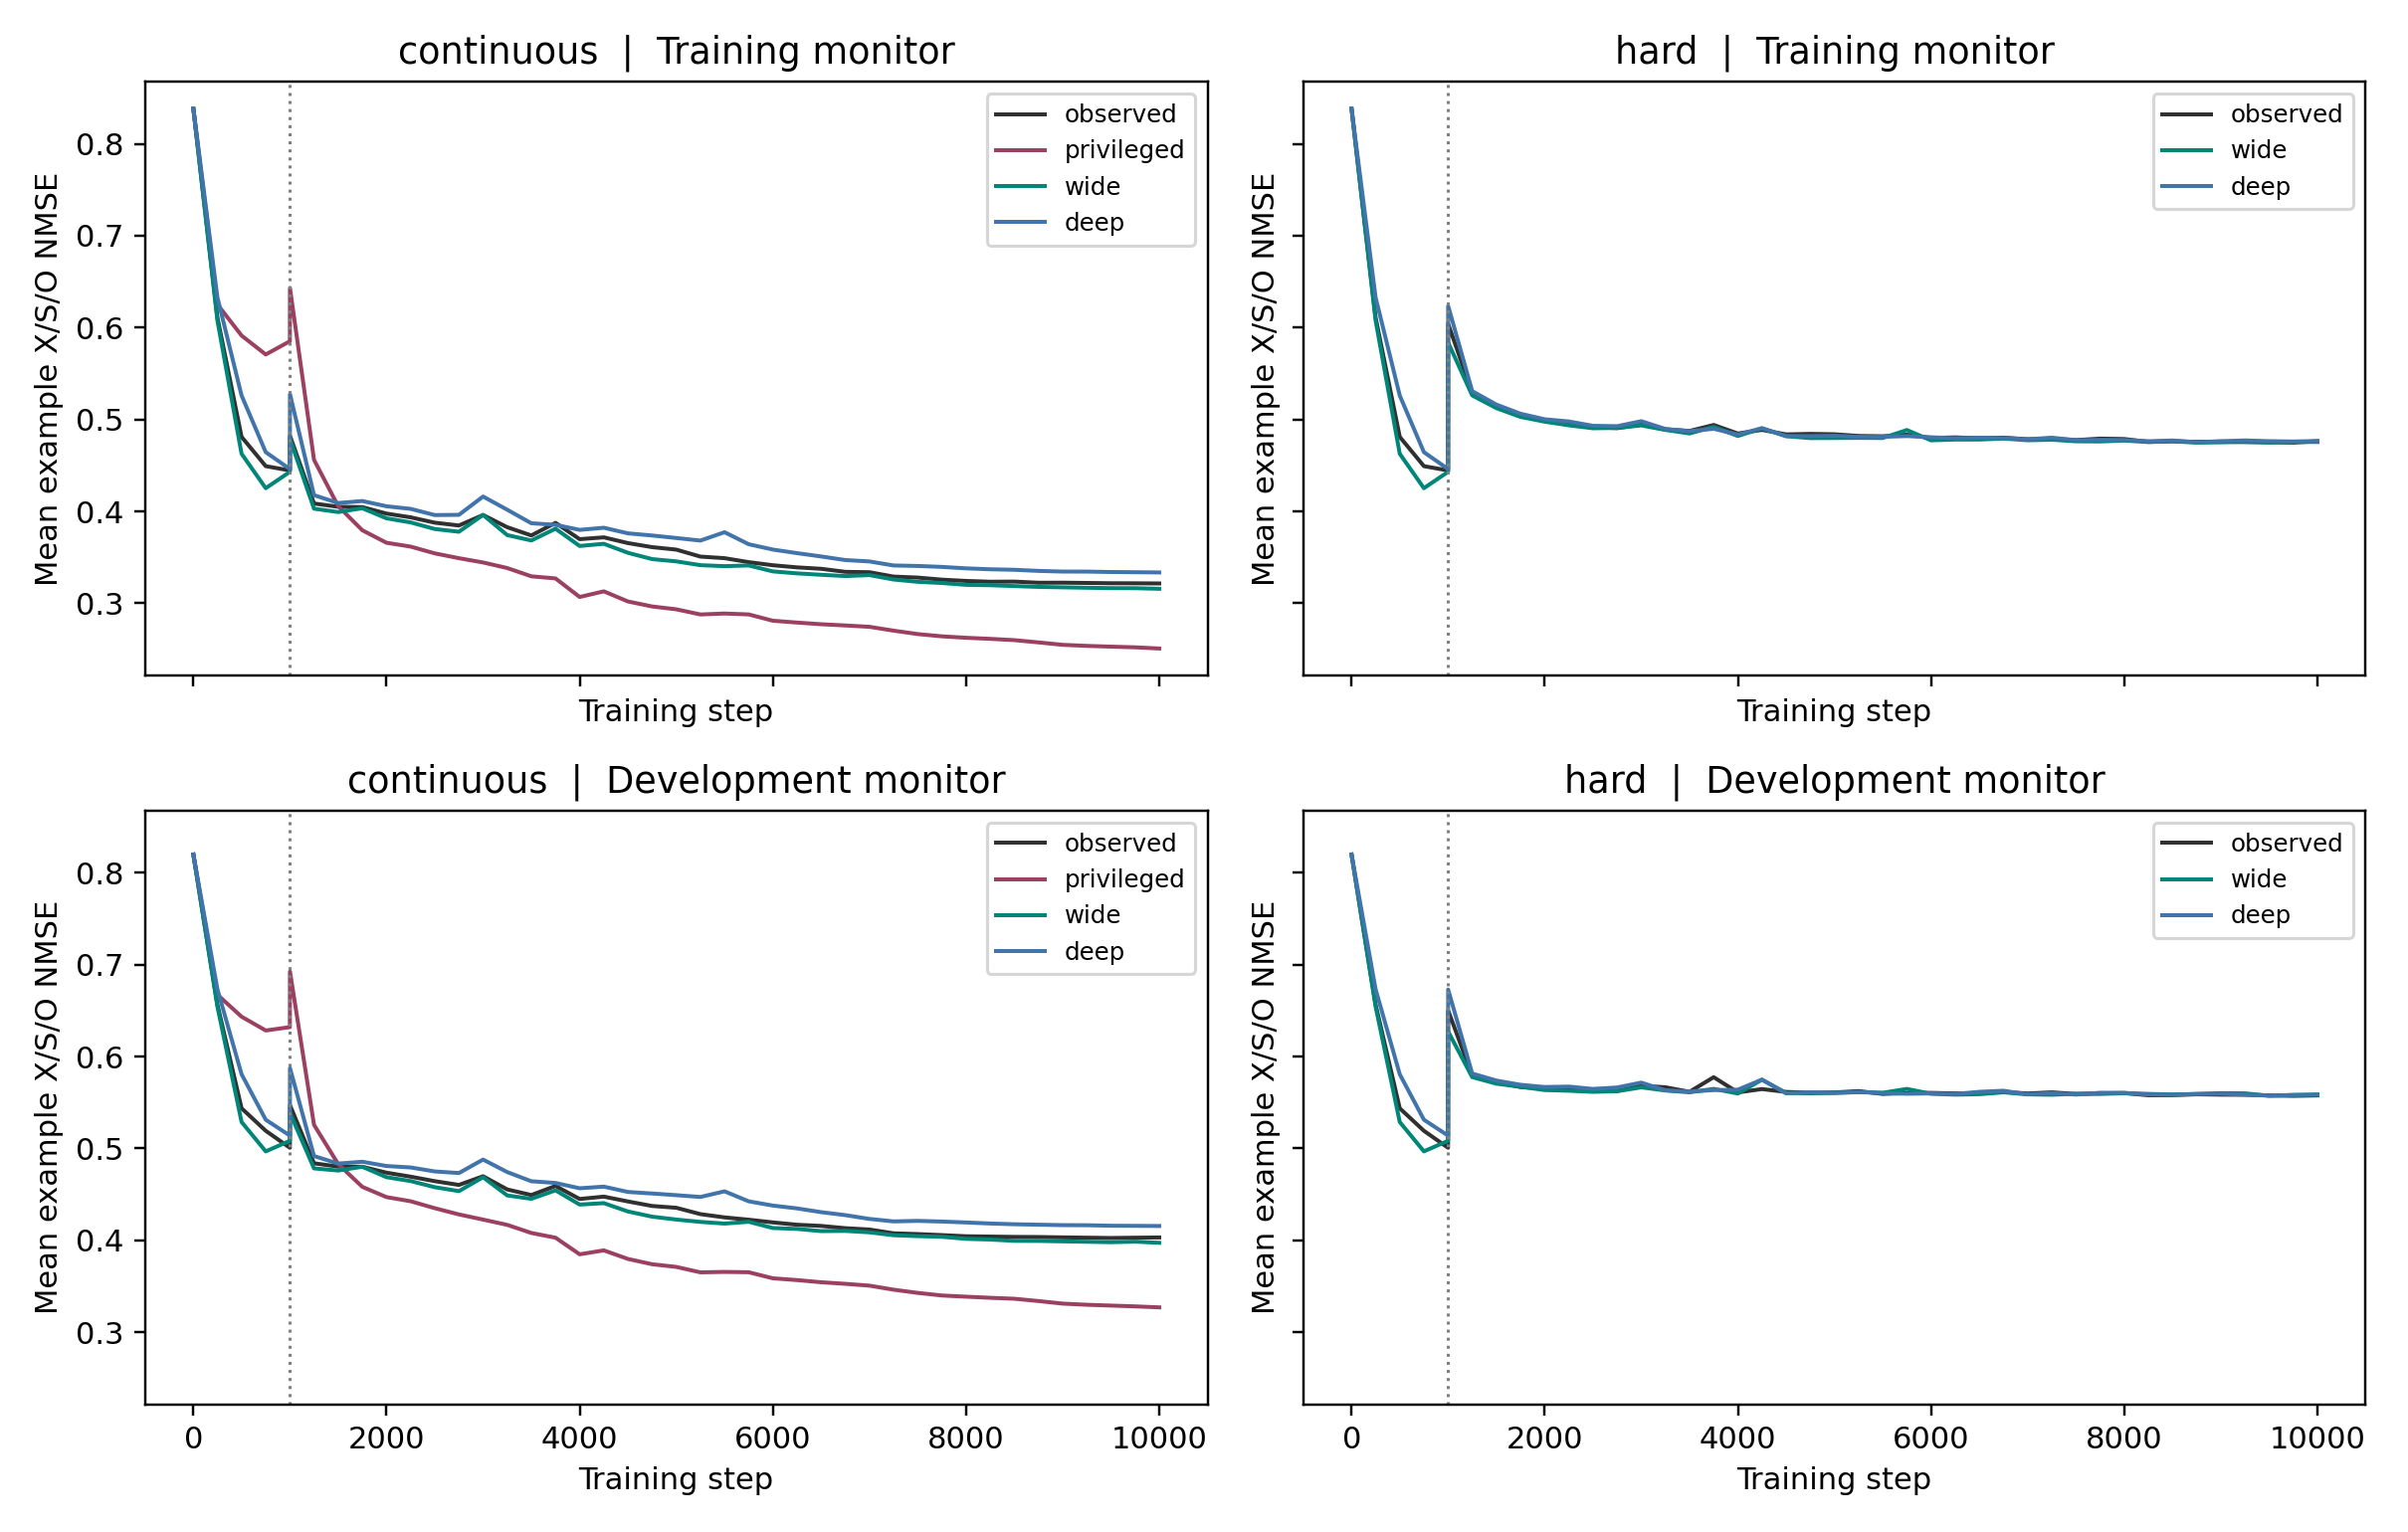 continuous | Training monitor
Mean example X/S/O NMSE
0.8
0.7
0.6
0.5
0.4
0.3
observed
privileged
wide
deep
Training step
hard | Training monitor
Mean example X/S/O NMSE
observed
wide
deep
Training step
continuous | Development monitor
Mean example X/S/O NMSE
0.8
0.7
0.6
0.5
0.4
0.3
observed
privileged
wide
deep
0 2000 4000 6000 8000 10000
Training step
hard | Development monitor
Mean example X/S/O NMSE
observed
wide
deep
0 2000 4000 6000 8000 10000
Training step